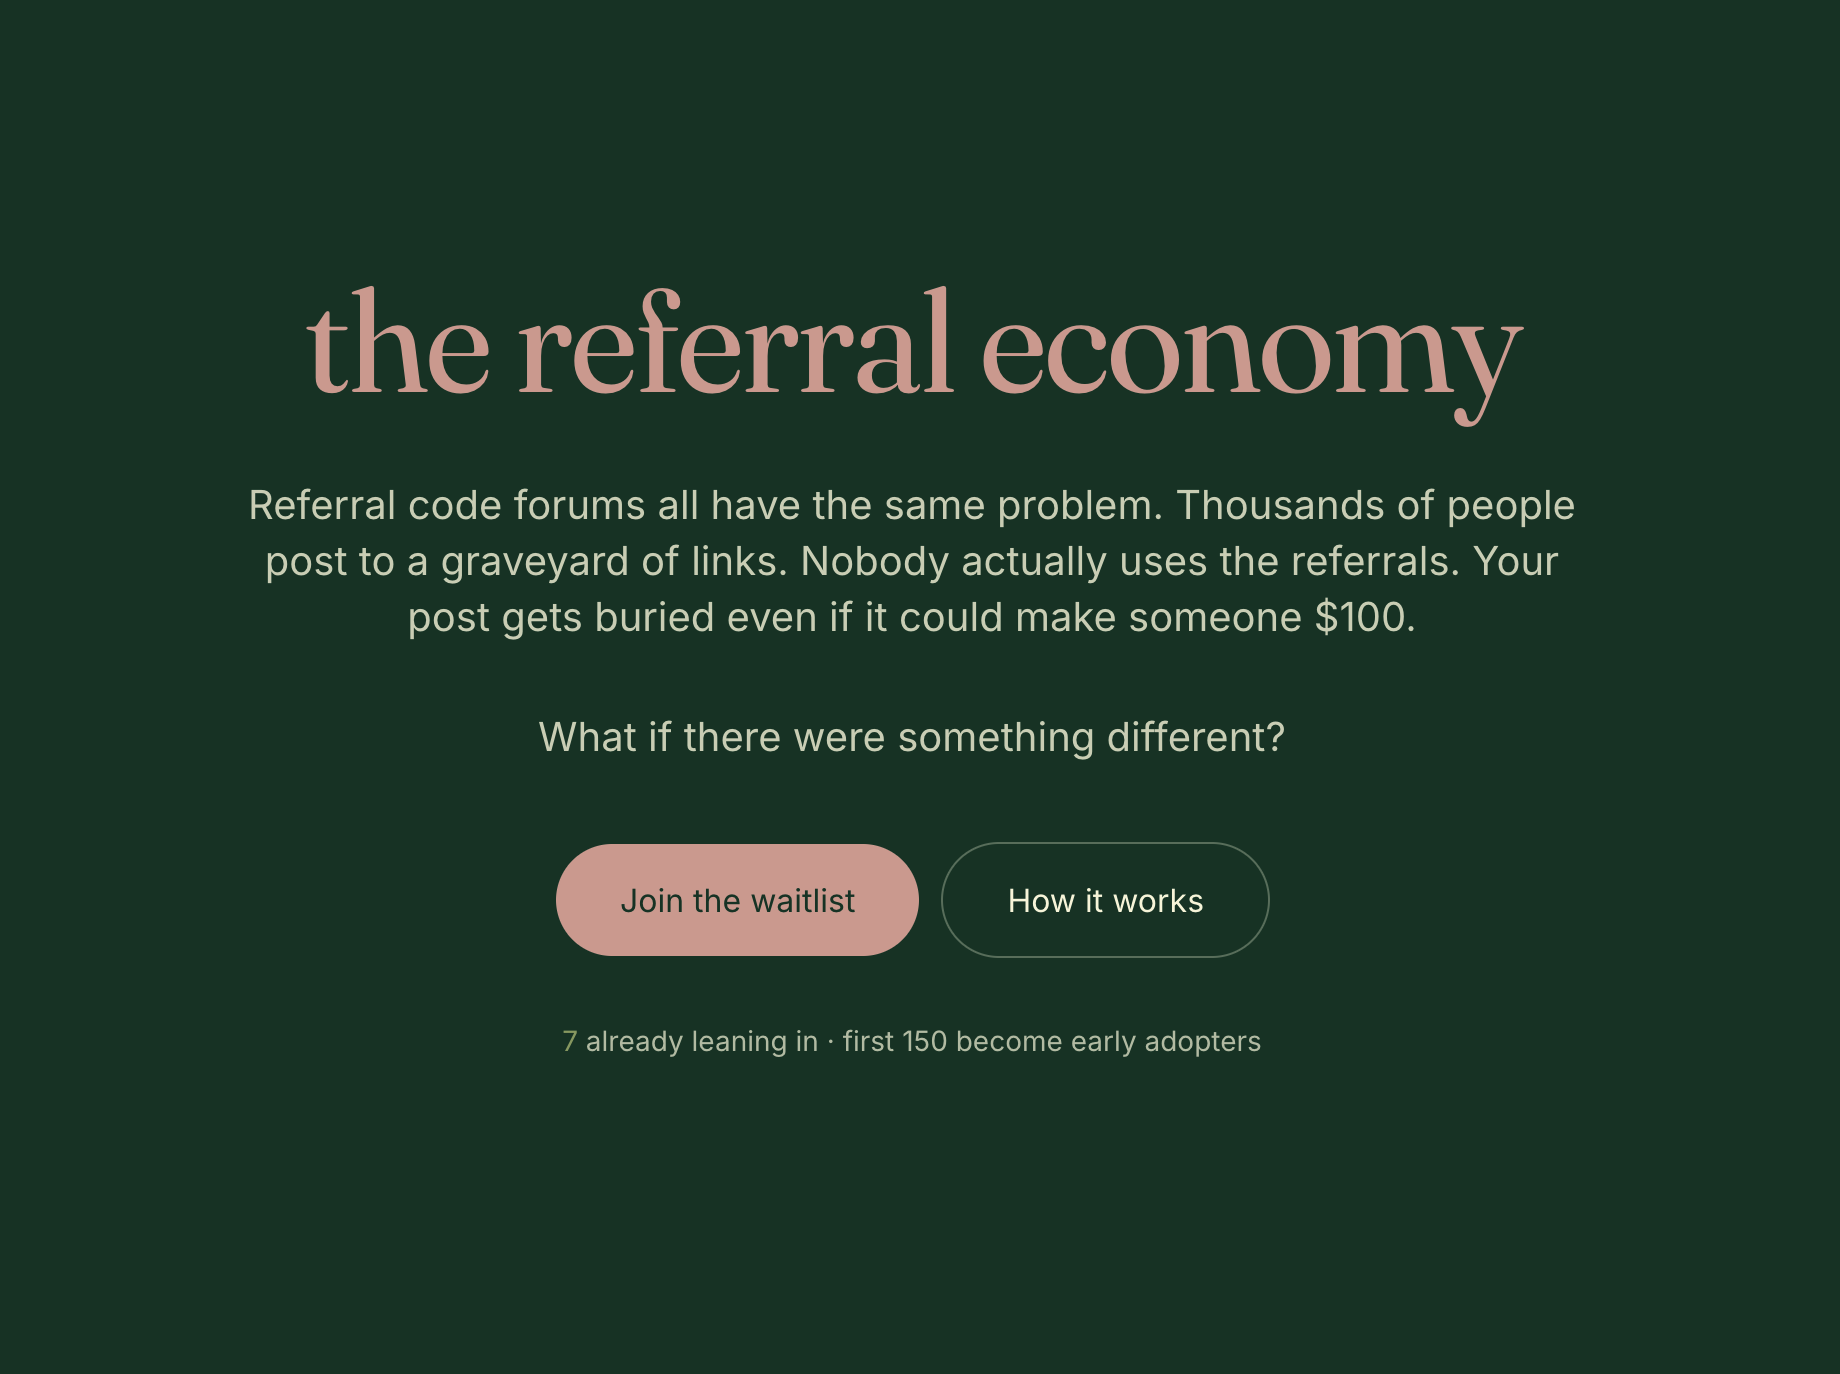 the referral economy
Referral code forums all have the same problem. Thousands of people
post to a graveyard of links. Nobody actually uses the referrals. Your
post gets buried even if it could make someone $100.
What if there were something different?
Join the waitlist
How it works
7 already leaning in · first 150 become early adopters